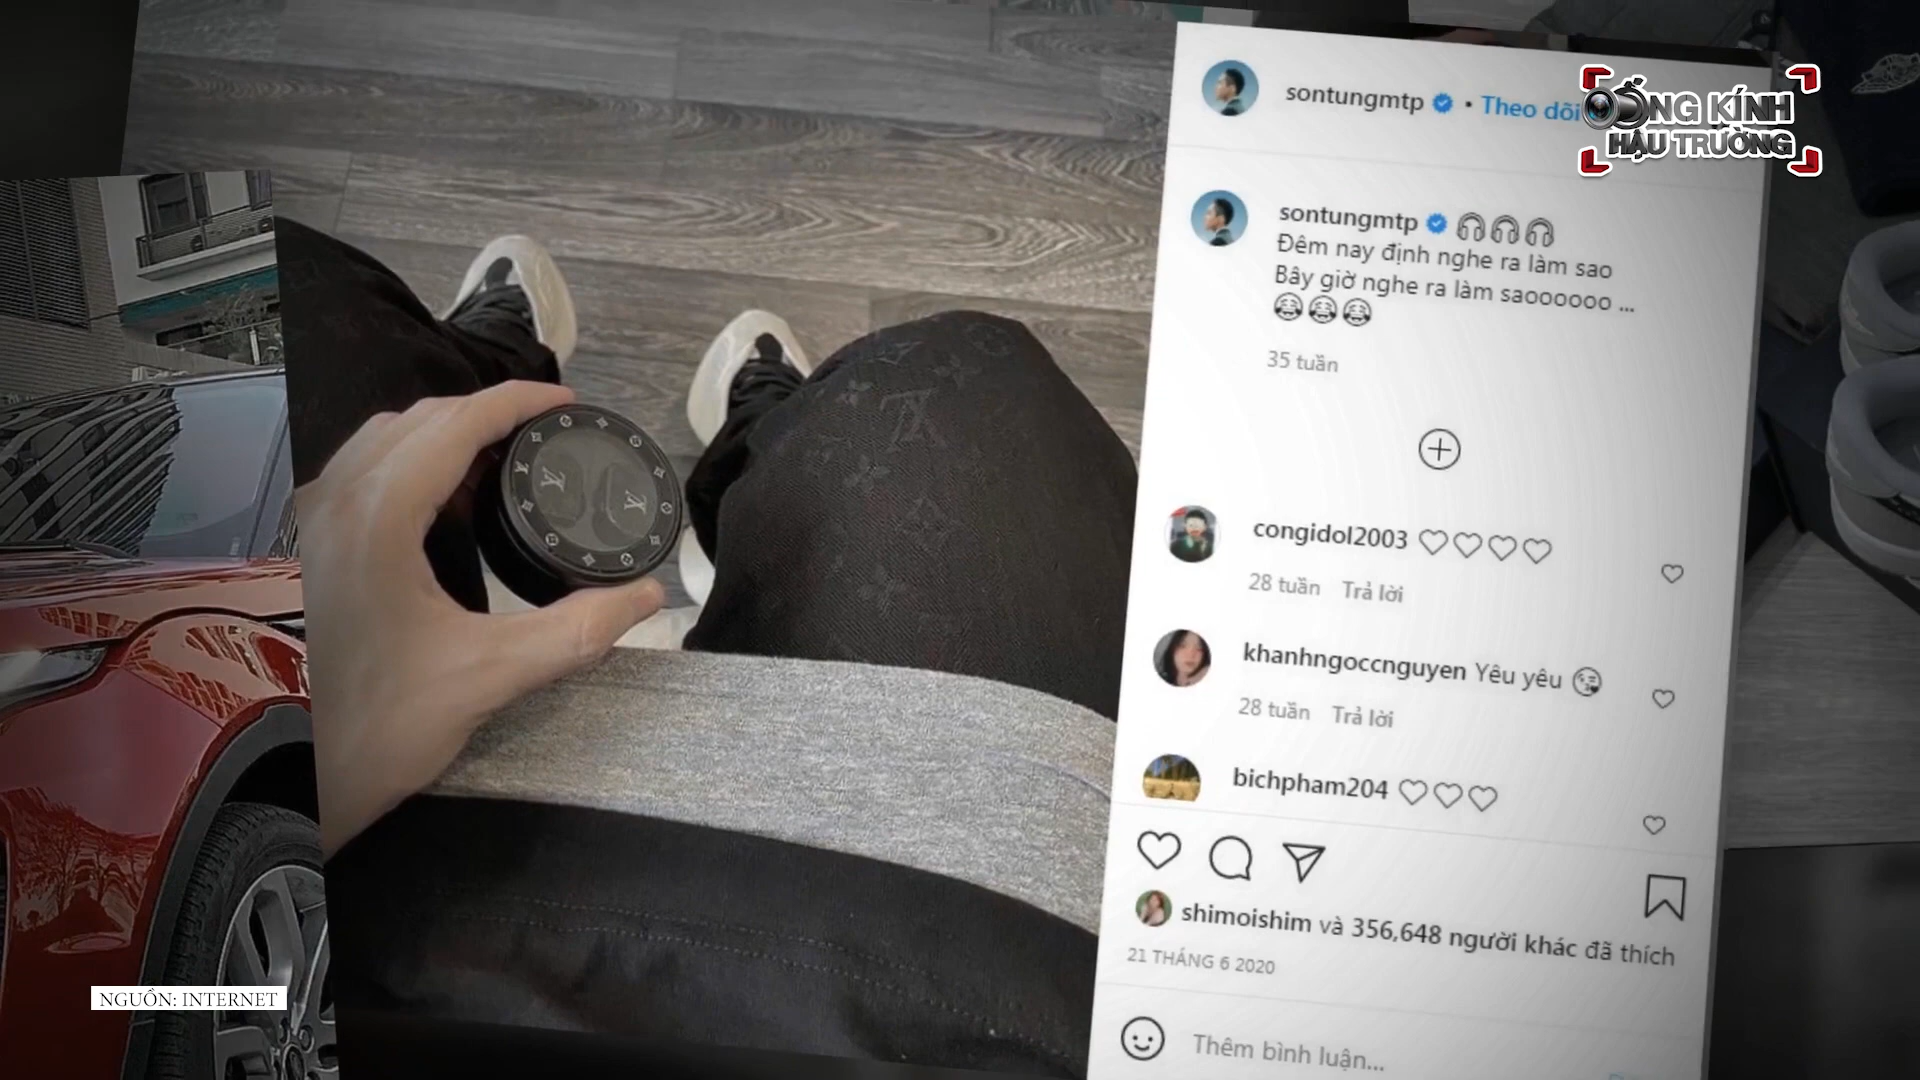 sontungmtp • Theo dõi
ỐNG KÍNH
HẬU TRƯỜNG
sontungmtp 🎧🎧🎧
Đêm nay định nghe ra làm sao
Bây giờ nghe ra làm saoooooo ...
😂😂😂
35 tuần
congidol2003 ♡♡♡♡
28 tuần Trả lời
khanhngoccnguyen Yêu yêu 😘
28 tuần Trả lời
bichpham204 ♡♡♡
shimoishim và 356,648 người khác đã thích
21 THÁNG 6 2020
Thêm bình luận...
NGUỒN: INTERNET